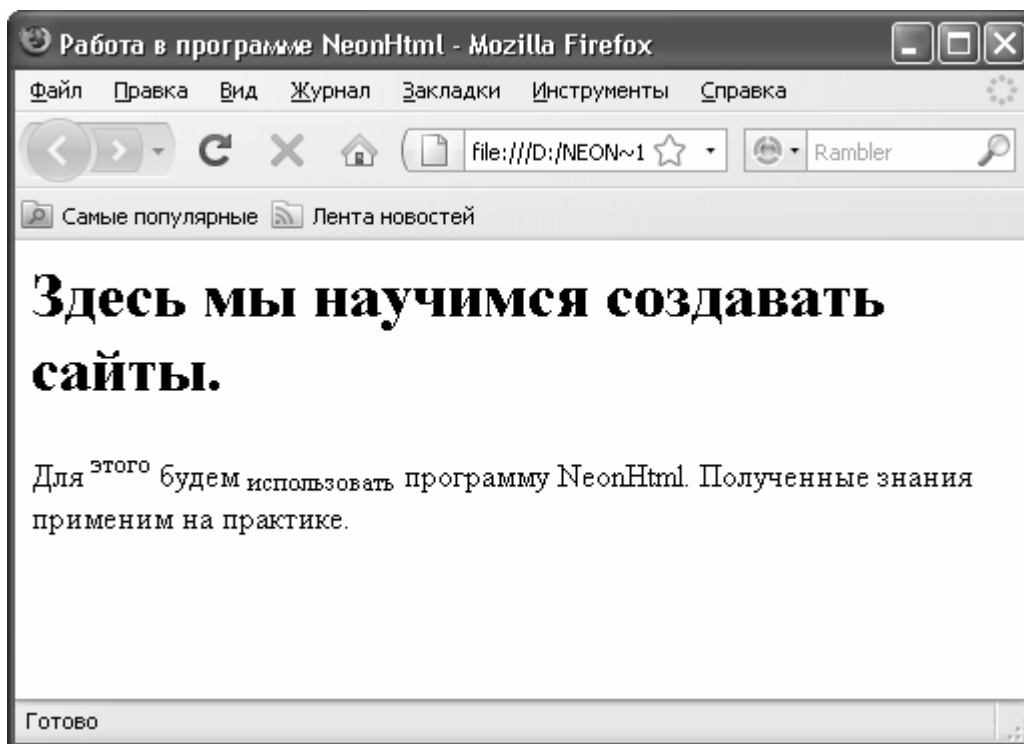 Работа в программе NeonHtml - Mozilla Firefox
Файл Правка Вид Журнал Закладки Инструменты Справка
file:///D:/NEON~1 Rambler
Самые популярные Лента новостей
Здесь мы научимся создавать
сайты.
Для этого будем использовать программу NeonHtml. Полученные знания
применим на практике.
Готово